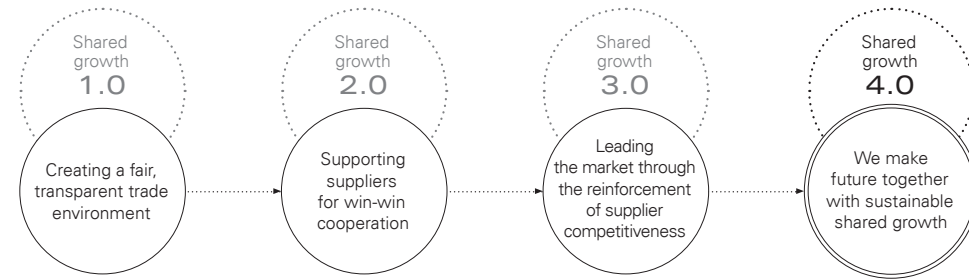 Shared
growth
1.0
Creating a fair,
transparent trade
environment
Shared
growth
2.0
Supporting
suppliers
for win-win
cooperation
Shared
growth
3.0
Leading
the market through
the reinforcement
of supplier
competitiveness
Shared
growth
4.0
We make
future together
with sustainable
shared growth